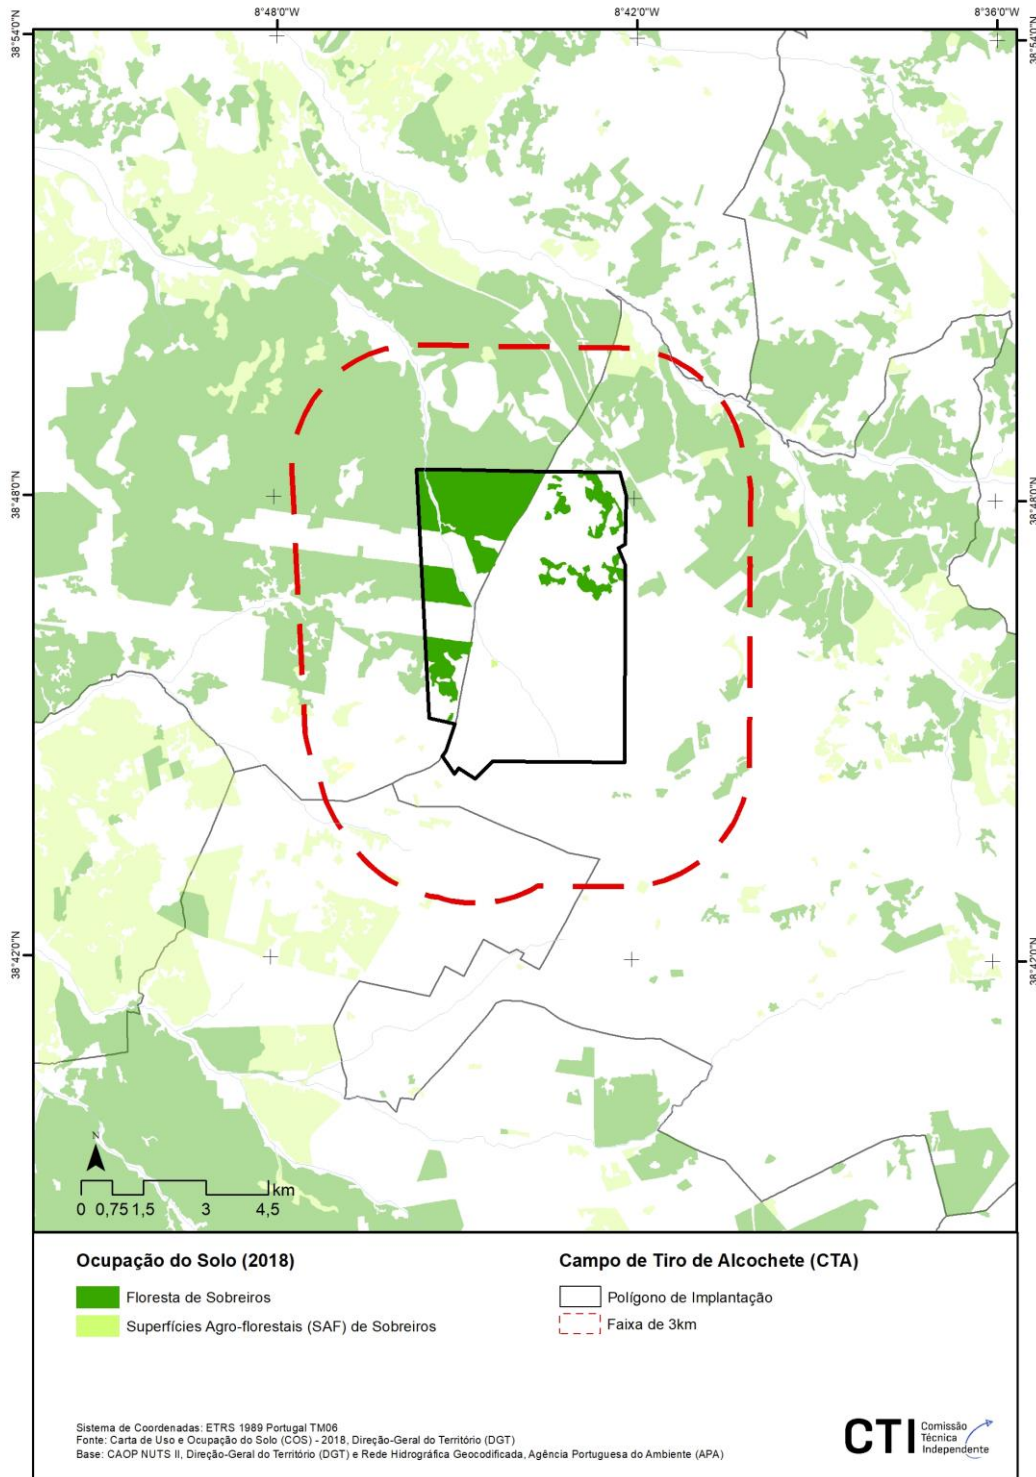 8°48'0"W 8°42'0"W 8°36'0"W
38°54'0"N 38°54'0"N
38°48'0"N 38°48'0"N
38°42'0"N 38°42'0"N
N
km
0 0,75 1,5 3 4,5
Ocupação do Solo (2018)
Floresta de Sobreiros
Superfícies Agro-florestais (SAF) de Sobreiros
Campo de Tiro de Alcochete (CTA)
Polígono de Implantação
Faixa de 3km
Sistema de Coordenadas: ETRS 1989 Portugal TM06
Fonte: Carta de Uso e Ocupação do Solo (COS) - 2018, Direção-Geral do Território (DGT)
Base: CAOP NUTS II, Direção-Geral do Território (DGT) e Rede Hidrográfica Geocodificada, Agência Portuguesa do Ambiente (APA)
CTI
Comissão
Técnica
Independente